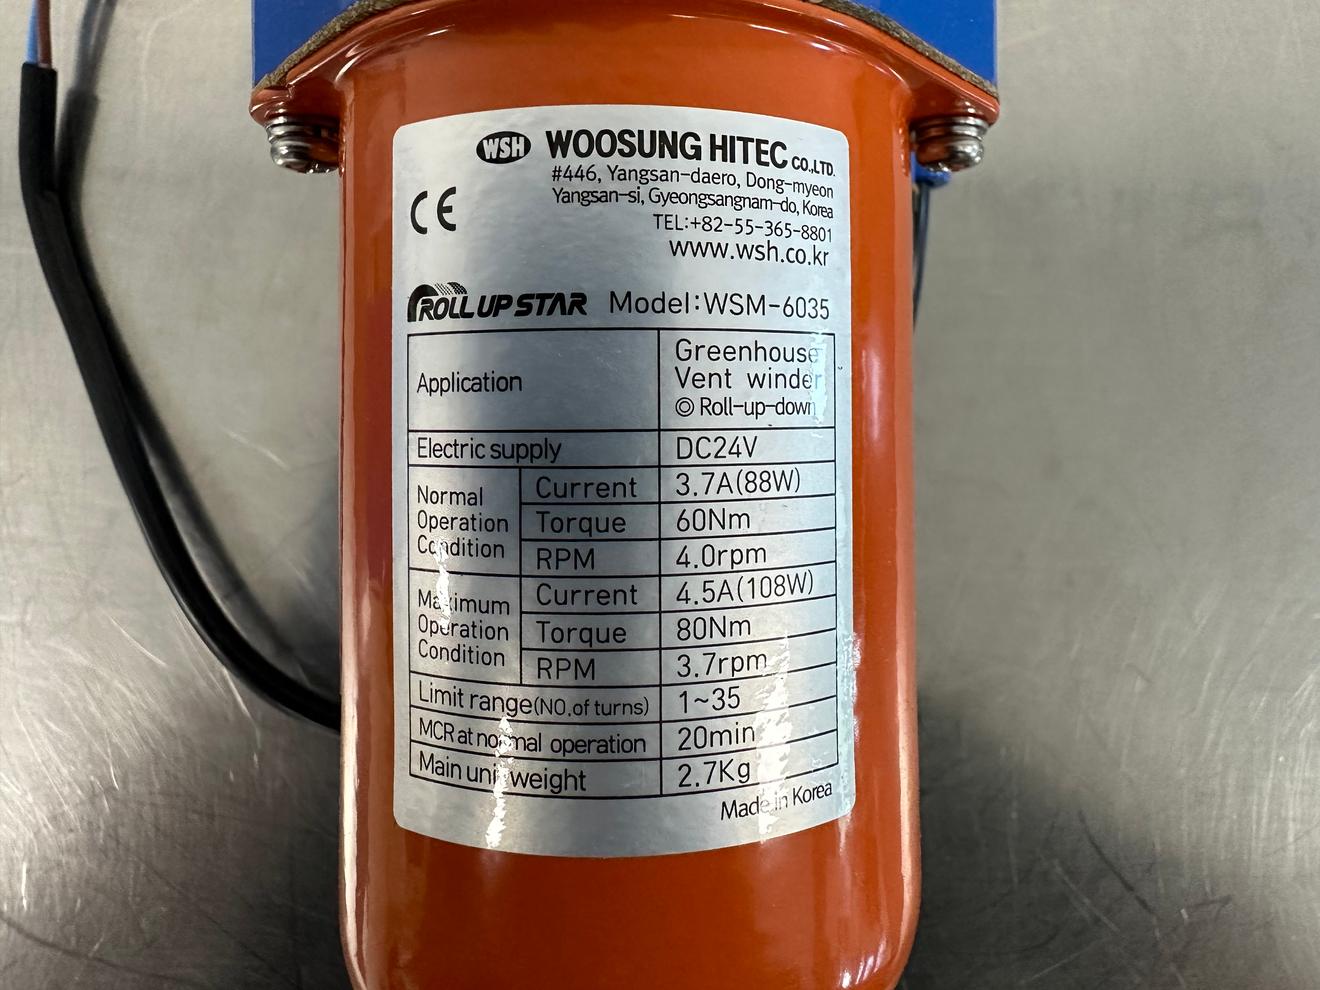 WSH WOOSUNG HITEC CO.,LTD.
#446, Yangsan-daero, Dong-myeon
Yangsan-si, Gyeongsangnam-do, Korea
TEL:+82-55-365-8801
www.wsh.co.kr
CE
ROLL UP STAR Model:WSM-6035
Application
Greenhouse
Vent winder
◎ Roll-up-down
Electric supply DC24V
Normal Operation Condition
Current 3.7A(88W)
Torque 60Nm
RPM 4.0rpm
Maximum Operation Condition
Current 4.5A(108W)
Torque 80Nm
RPM 3.7rpm
Limit range(NO.of turns) 1~35
MCR at normal operation 20min
Main unit weight 2.7Kg
Made in Korea